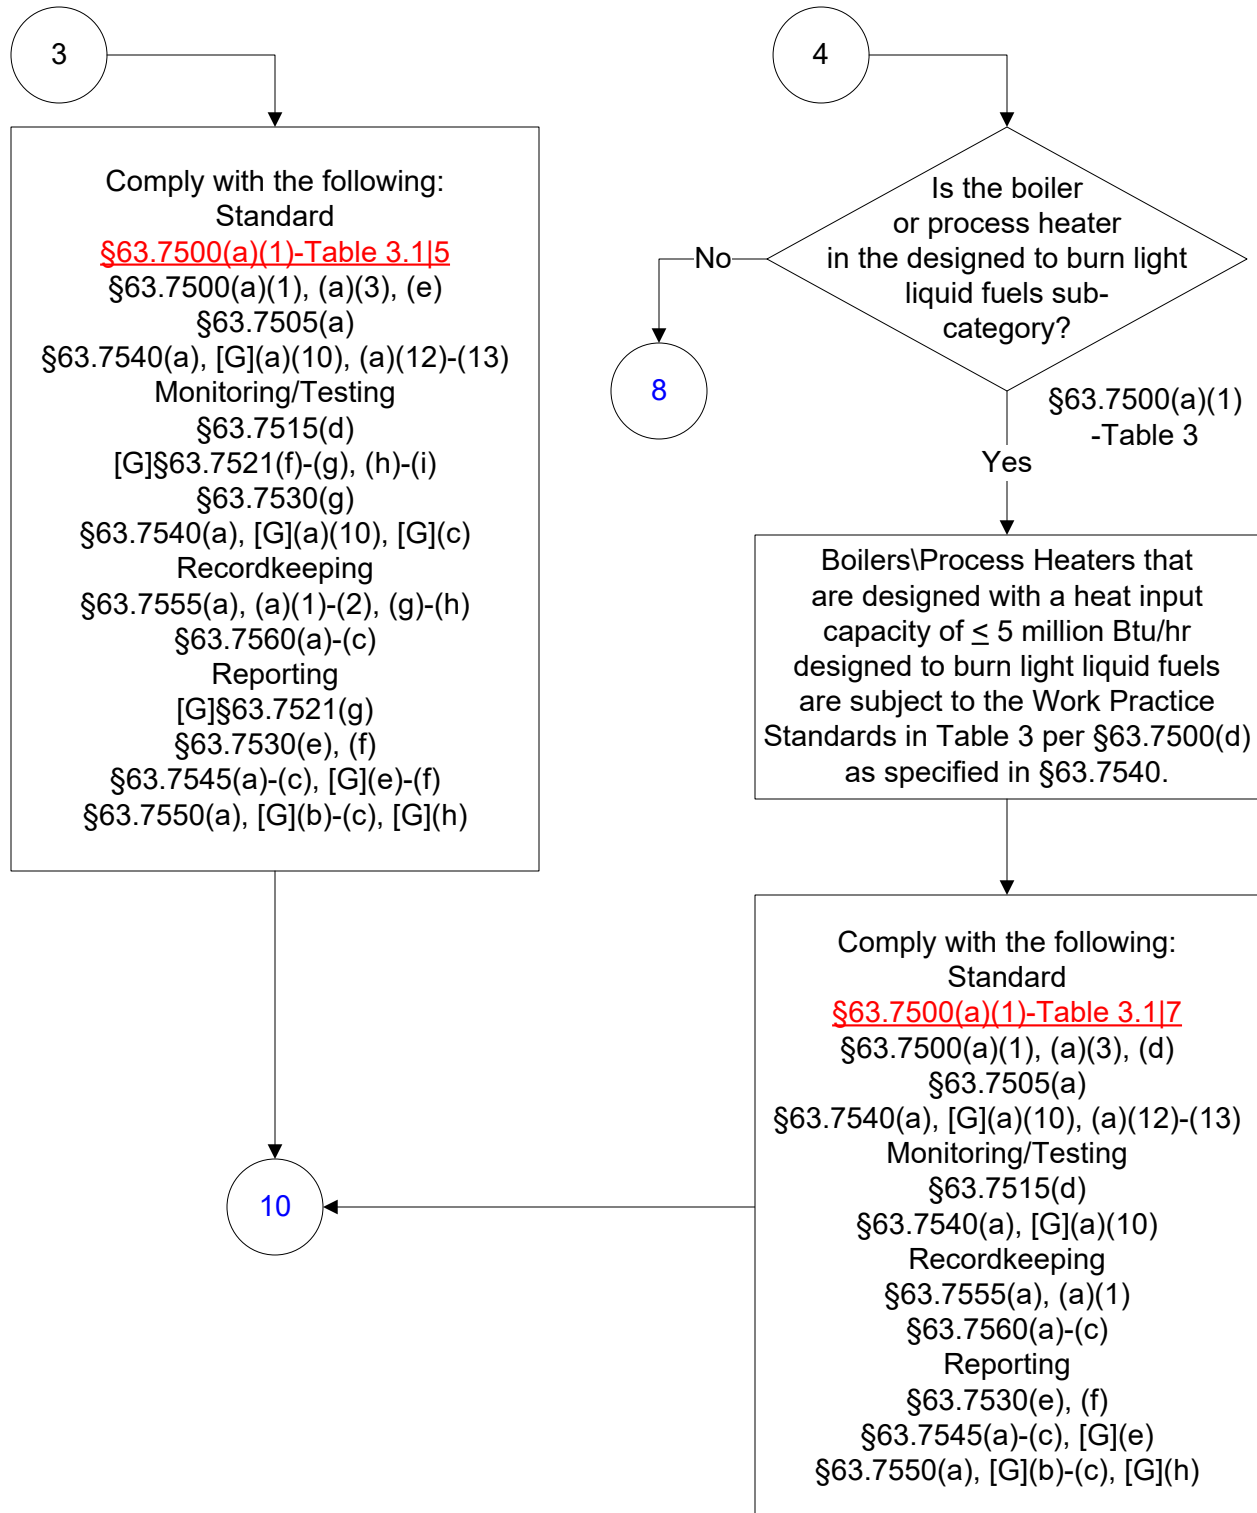 3
Comply with the following:
Standard
§63.7500(a)(1)-Table 3.1|5
§63.7500(a)(1), (a)(3), (e)
§63.7505(a)
§63.7540(a), [G](a)(10), (a)(12)-(13)
Monitoring/Testing
§63.7515(d)
[G]§63.7521(f)-(g), (h)-(i)
§63.7530(g)
§63.7540(a), [G](a)(10), [G](c)
Recordkeeping
§63.7555(a), (a)(1)-(2), (g)-(h)
§63.7560(a)-(c)
Reporting
[G]§63.7521(g)
§63.7530(e), (f)
§63.7545(a)-(c), [G](e)-(f)
§63.7550(a), [G](b)-(c), [G](h)
10
4
Is the boiler
or process heater
in the designed to burn light
liquid fuels sub-
category?
No
8
§63.7500(a)(1)
-Table 3
Yes
Boilers\Process Heaters that
are designed with a heat input
capacity of ≤ 5 million Btu/hr
designed to burn light liquid fuels
are subject to the Work Practice
Standards in Table 3 per §63.7500(d)
as specified in §63.7540.
Comply with the following:
Standard
§63.7500(a)(1)-Table 3.1|7
§63.7500(a)(1), (a)(3), (d)
§63.7505(a)
§63.7540(a), [G](a)(10), (a)(12)-(13)
Monitoring/Testing
§63.7515(d)
§63.7540(a), [G](a)(10)
Recordkeeping
§63.7555(a), (a)(1)
§63.7560(a)-(c)
Reporting
§63.7530(e), (f)
§63.7545(a)-(c), [G](e)
§63.7550(a), [G](b)-(c), [G](h)